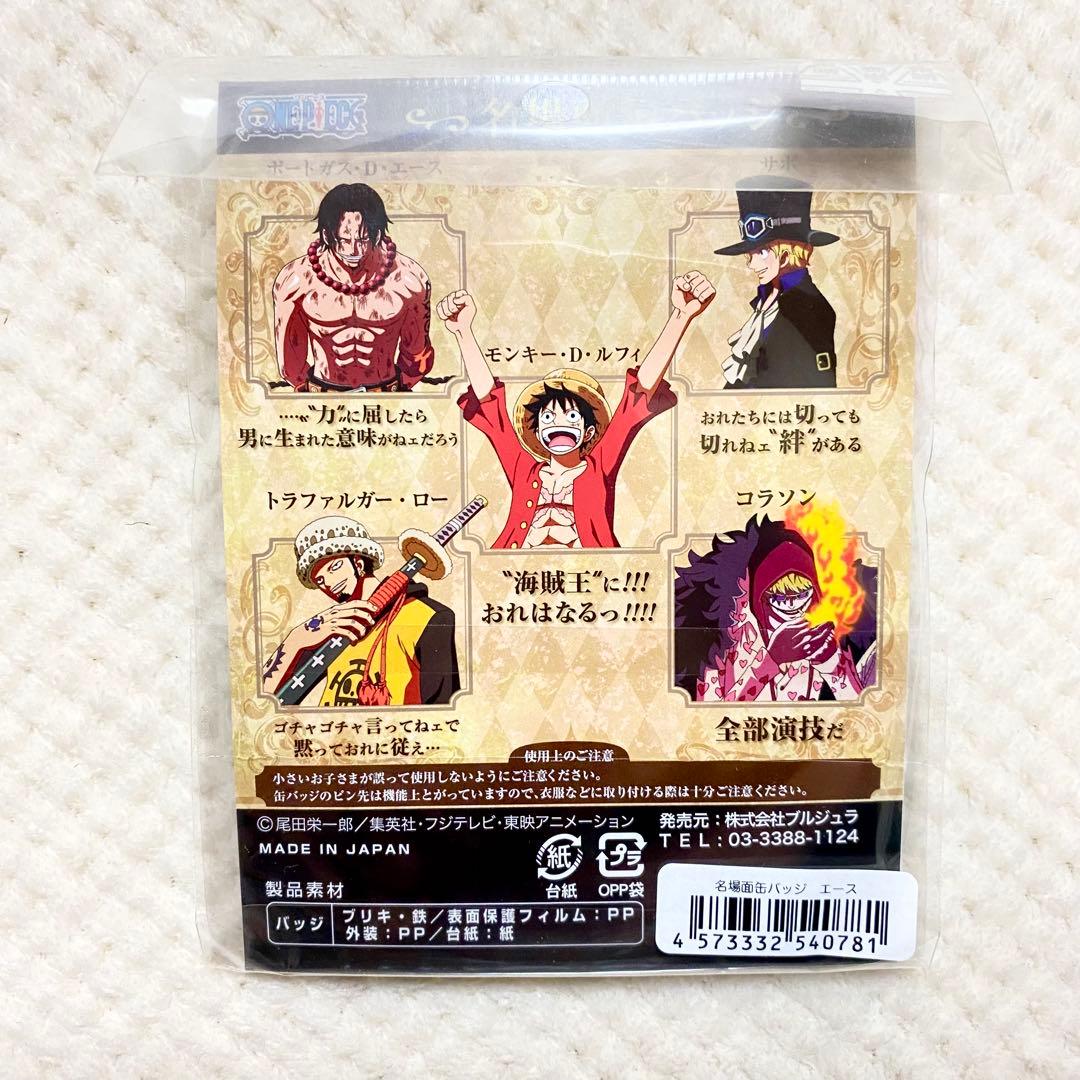 ONE PIECE
名
ポートガス・D・エース
サボ
モンキー・D・ルフィ
····〝力〟に屈したら
男に生まれた意味がねェだろう
おれたちには切っても
切れねェ〝絆〟がある
トラファルガー・ロー
コラソン
〝海賊王〟に!!!
おれはなるっ!!!!
ゴチャゴチャ言ってねェで
黙っておれに従え…
全部演技だ
使用上のご注意
小さいお子さまが誤って使用しないようにご注意ください。
缶バッジのピン先は機能上とがっていますので、衣服などに取り付ける際は十分ご注意ください。
©尾田栄一郎／集英社・フジテレビ・東映アニメーション
MADE IN JAPAN
発売元：株式会社ブルジュラ
TEL：03-3388-1124
紙
プラ
台紙
OPP袋
製品素材
バッジ
ブリキ・鉄／表面保護フィルム：PP
外装：PP／台紙：紙
名場面缶バッジ エース
4 573332 540781